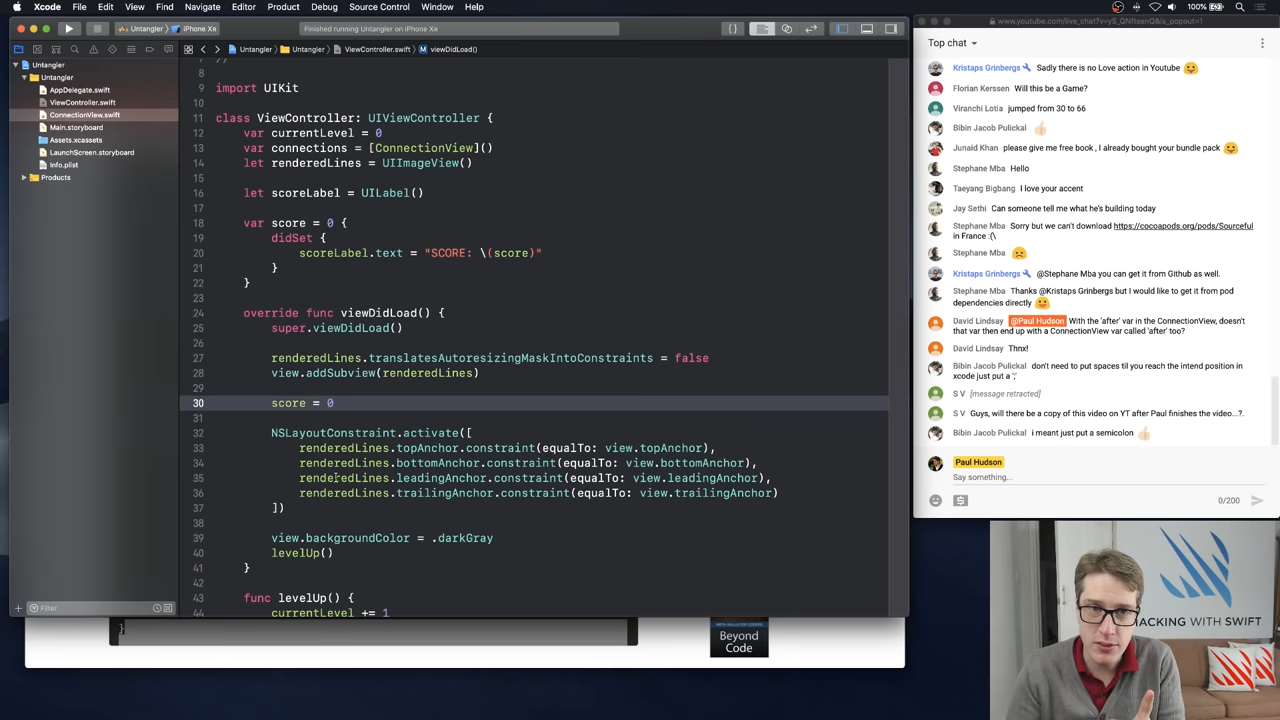 Xcode File Edit View Find Navigate Editor Product Debug Source Control Window Help
100%
Untangler iPhone Xʀ
Finished running Untangler on iPhone Xʀ
Untangler Untangler ViewController.swift M viewDidLoad()
Untangler
Untangler
AppDelegate.swift
ViewController.swift
ConnectionView.swift
Main.storyboard
Assets.xcassets
LaunchScreen.storyboard
Info.plist
Products
Filter
7 //
8
9 import UIKit
10
11 class ViewController: UIViewController {
12 var currentLevel = 0
13 var connections = [ConnectionView]()
14 let renderedLines = UIImageView()
15
16 let scoreLabel = UILabel()
17
18 var score = 0 {
19 didSet {
20 scoreLabel.text = "SCORE: \(score)"
21 }
22 }
23
24 override func viewDidLoad() {
25 super.viewDidLoad()
26
27 renderedLines.translatesAutoresizingMaskIntoConstraints = false
28 view.addSubview(renderedLines)
29
30 score = 0
31
32 NSLayoutConstraint.activate([
33 renderedLines.topAnchor.constraint(equalTo: view.topAnchor),
34 renderedLines.bottomAnchor.constraint(equalTo: view.bottomAnchor),
35 renderedLines.leadingAnchor.constraint(equalTo: view.leadingAnchor),
36 renderedLines.trailingAnchor.constraint(equalTo: view.trailingAnchor)
37 ])
38
39 view.backgroundColor = .darkGray
40 levelUp()
41 }
42
43 func levelUp() {
44 currentLevel += 1
}
Beyond
Code
www.youtube.com/live_chat?v=yS_QNftsenQ&is_popout=1
Top chat
Kristaps Grinbergs Sadly there is no Love action in Youtube 
Florian Kerssen Will this be a Game?
Viranchi Lotia jumped from 30 to 66
Bibin Jacob Pulickal 
Junaid Khan please give me free book , I already bought your bundle pack 
Stephane Mba Hello
Taeyang Bigbang I love your accent
Jay Sethi Can someone tell me what he's building today
Stephane Mba Sorry but we can't download https://cocoapods.org/pods/Sourceful
in France :(\
Stephane Mba 
Kristaps Grinbergs @Stephane Mba you can get it from Github as well.
Stephane Mba Thanks @Kristaps Grinbergs but I would like to get it from pod
dependencies directly 
David Lindsay @Paul Hudson With the 'after' var in the ConnectionView, doesn't
that var then end up with a ConnectionView var called 'after' too?
David Lindsay Thnx!
Bibin Jacob Pulickal don't need to put spaces til you reach the intend position in
xcode just put a ';'
S V [message retracted]
S V Guys, will there be a copy of this video on YT after Paul finishes the video...?.
Bibin Jacob Pulickal i meant just put a semicolon 
Paul Hudson
Say something...
0/200
HACKING WITH SWIFT